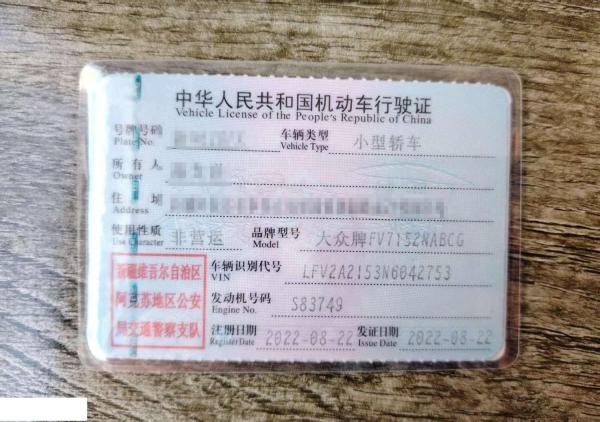 中华人民共和国机动车行驶证
Vehicle License of the People's Republic of China
号牌号码 车辆类型 小型轿车
Plate No. Vehicle Type
所有人
Owner
住址
Address
使用性质 非营运 品牌型号 大众牌FV7152NABCG
Use Character Model
新疆维吾尔自治区 车辆识别代号 LFV2A2153N6042753
VIN
阿克苏地区公安 发动机号码 S83749
Engine No.
局交通警察支队 注册日期 2022-08-22 发证日期 2022-08-22
Register Date Issue Date